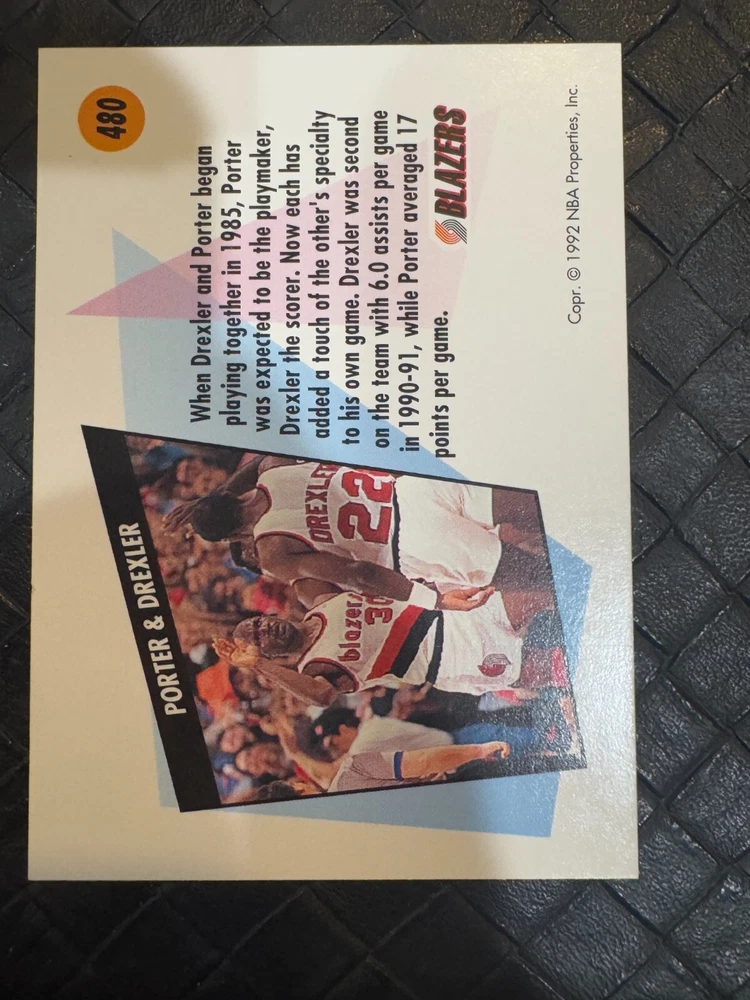 480
When Drexler and Porter began
playing together in 1985, Porter
was expected to be the playmaker,
Drexler the scorer. Now each has
added a touch of the other's specialty
to his own game. Drexler was second
on the team with 6.0 assists per game
in 1990-91, while Porter averaged 17
points per game.
BLAZERS
Copr. © 1992 NBA Properties, Inc.
PORTER & DREXLER
DREXLER
22
blazers
30